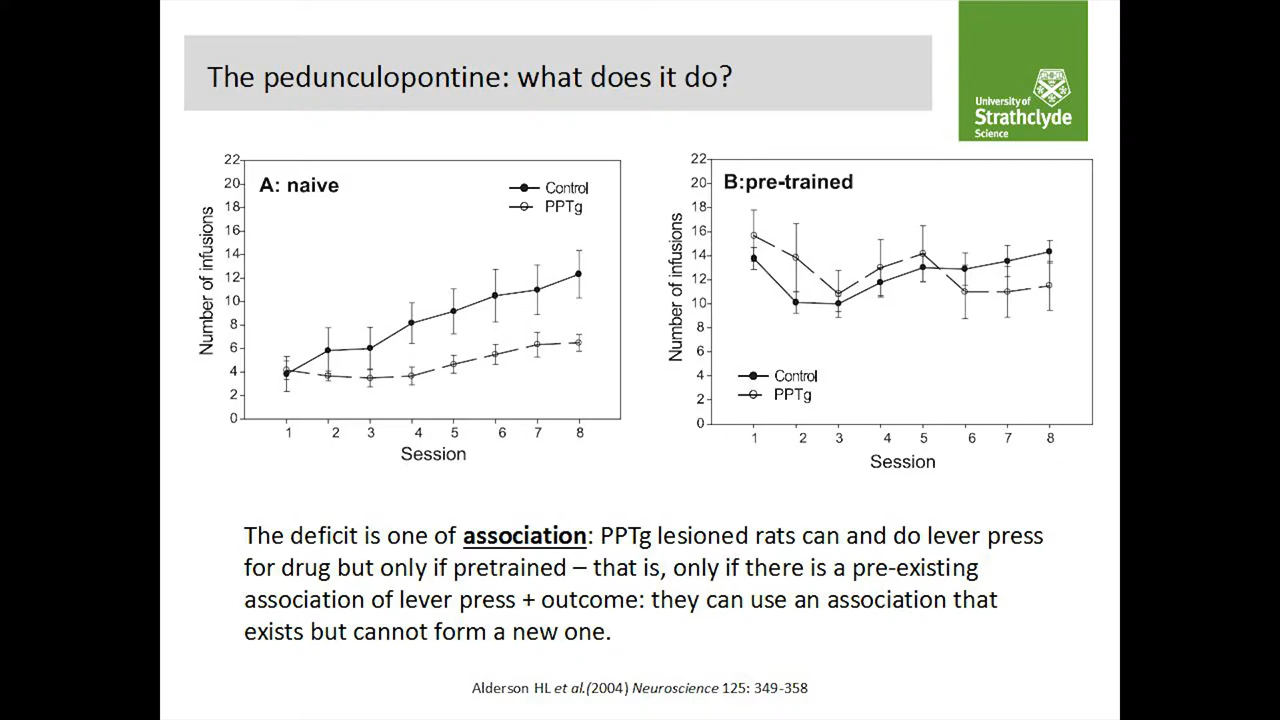 The pedunculopontine: what does it do?
University of
Strathclyde
Science
A: naive
Control
PPTg
Number of infusions
22
20
18
16
14
12
10
8
6
4
2
0
1 2 3 4 5 6 7 8
Session
B:pre-trained
Control
PPTg
Number of infusions
22
20
18
16
14
12
10
8
6
4
2
0
1 2 3 4 5 6 7 8
Session
The deficit is one of association: PPTg lesioned rats can and do lever press
for drug but only if pretrained – that is, only if there is a pre-existing
association of lever press + outcome: they can use an association that
exists but cannot form a new one.
Alderson HL et al.(2004) Neuroscience 125: 349-358